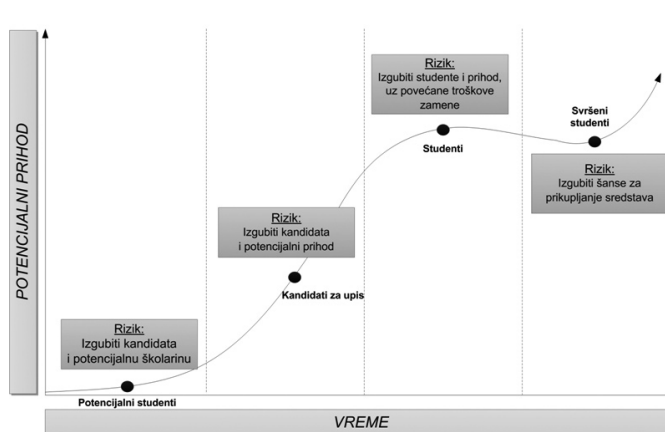 POTENCIJALNI PRIHOD
Rizik:
Izgubiti kandidata
i potencijalnu školarinu
Potencijalni studenti
Rizik:
Izgubiti kandidata
i potencijalni prihod
Kandidati za upis
Rizik:
Izgubiti studente i prihod,
uz povećane troškove
zamene
Studenti
Svršeni
studenti
Rizik:
Izgubiti šanse za
prikupljanje sredstava
VREME